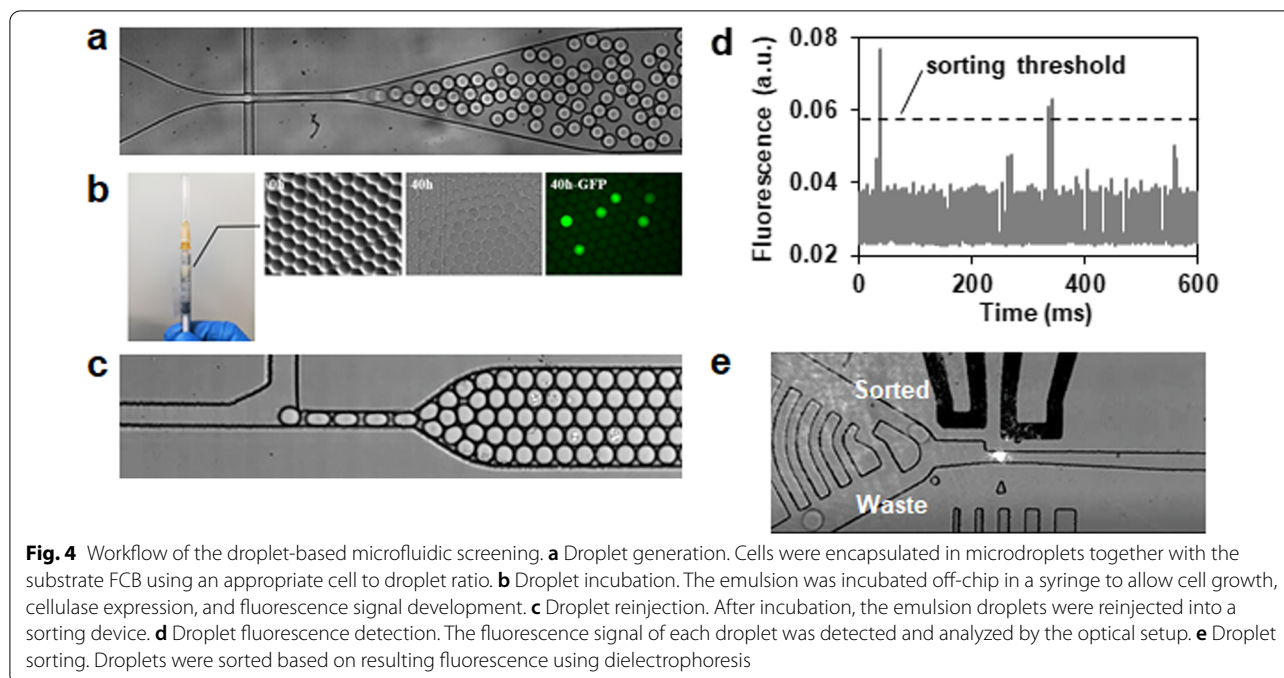 a
b
0h
40h
40h-GFP
c
d
Fluorescence (a.u.)
0.08
0.06
0.04
0.02
sorting threshold
0
200
400
600
Time (ms)
e
Sorted
Waste
Fig. 4 Workflow of the droplet-based microfluidic screening. a Droplet generation. Cells were encapsulated in microdroplets together with the
substrate FCB using an appropriate cell to droplet ratio. b Droplet incubation. The emulsion was incubated off-chip in a syringe to allow cell growth,
cellulase expression, and fluorescence signal development. c Droplet reinjection. After incubation, the emulsion droplets were reinjected into a
sorting device. d Droplet fluorescence detection. The fluorescence signal of each droplet was detected and analyzed by the optical setup. e Droplet
sorting. Droplets were sorted based on resulting fluorescence using dielectrophoresis